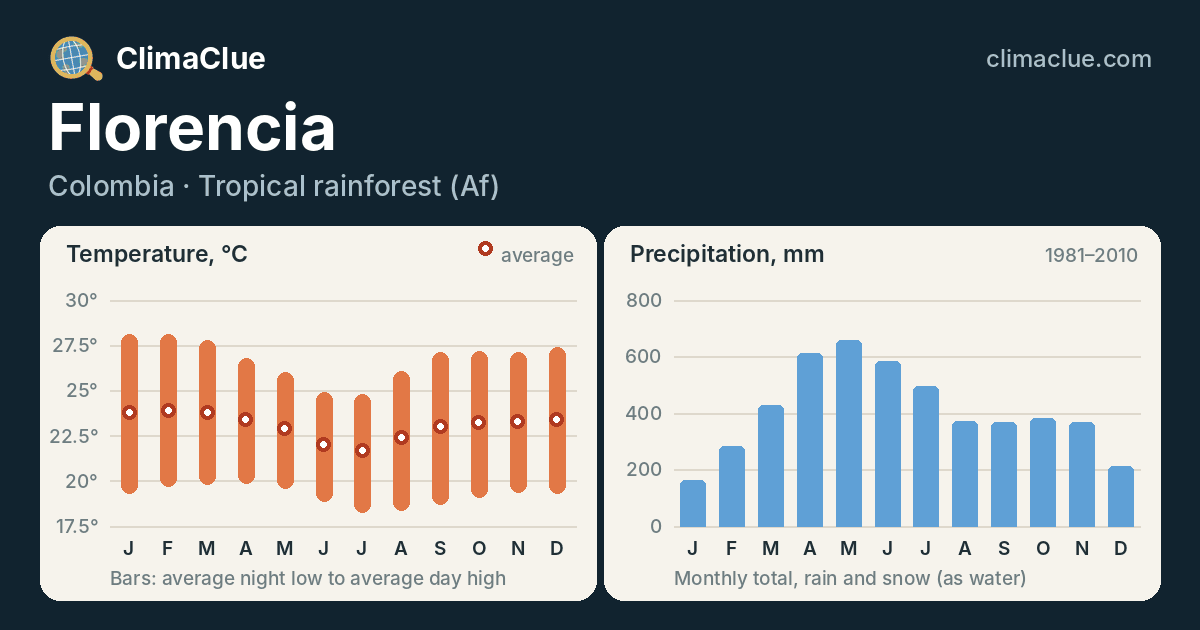 ClimaClue
climaclue.com
Florencia
Colombia · Tropical rainforest (Af)
Temperature, °C
average
30°
27.5°
25°
22.5°
20°
17.5°
J F M A M J J A S O N D
Bars: average night low to average day high
Precipitation, mm
1981–2010
800
600
400
200
0
J F M A M J J A S O N D
Monthly total, rain and snow (as water)